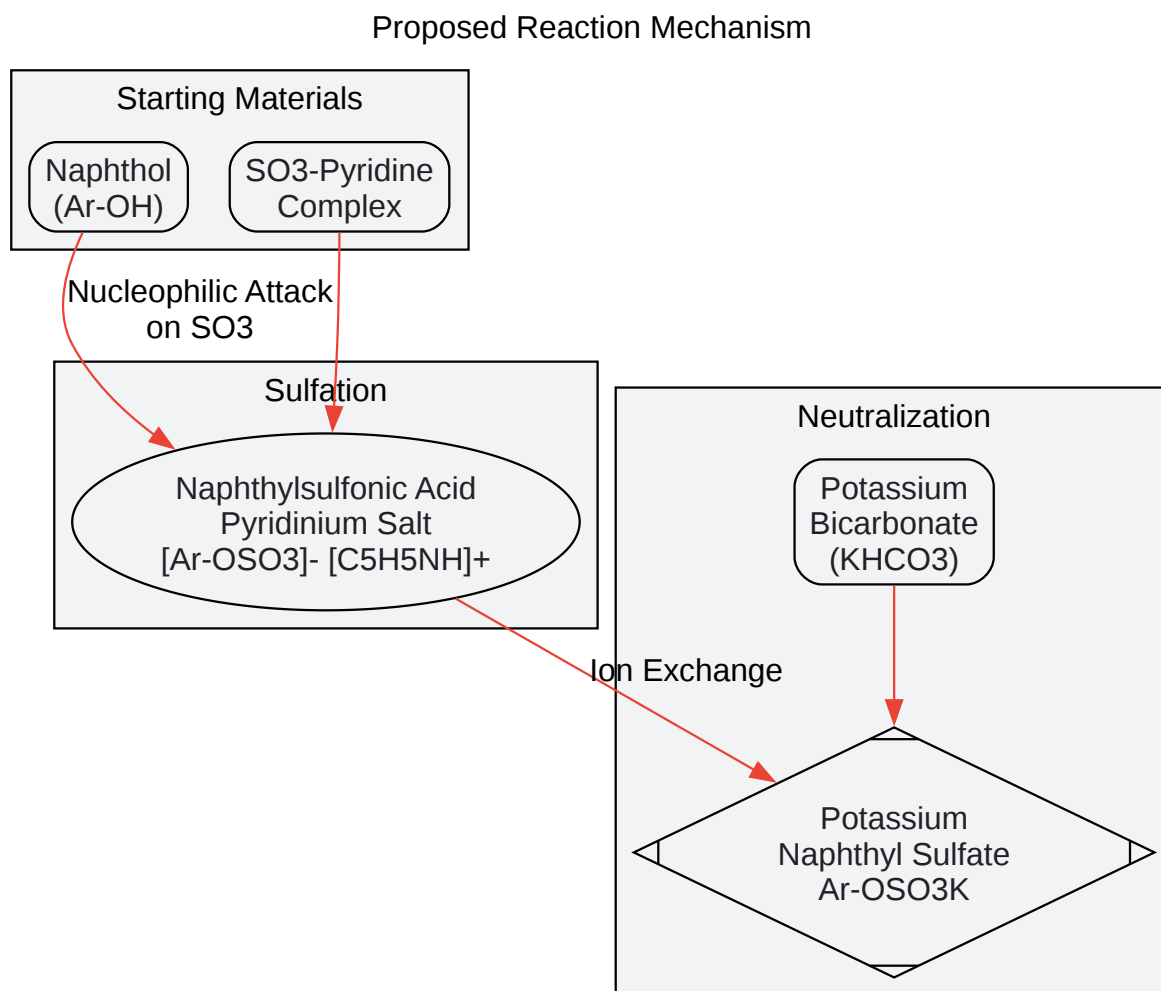 Proposed Reaction Mechanism
Starting Materials
Naphthol
(Ar-OH)
SO3-Pyridine
Complex
Nucleophilic Attack
on SO3
Sulfation
Naphthylsulfonic Acid
Pyridinium Salt
[Ar-OSO3]- [C5H5NH]+
Neutralization
Potassium
Bicarbonate
(KHCO3)
Ion Exchange
Potassium
Naphthyl Sulfate
Ar-OSO3K